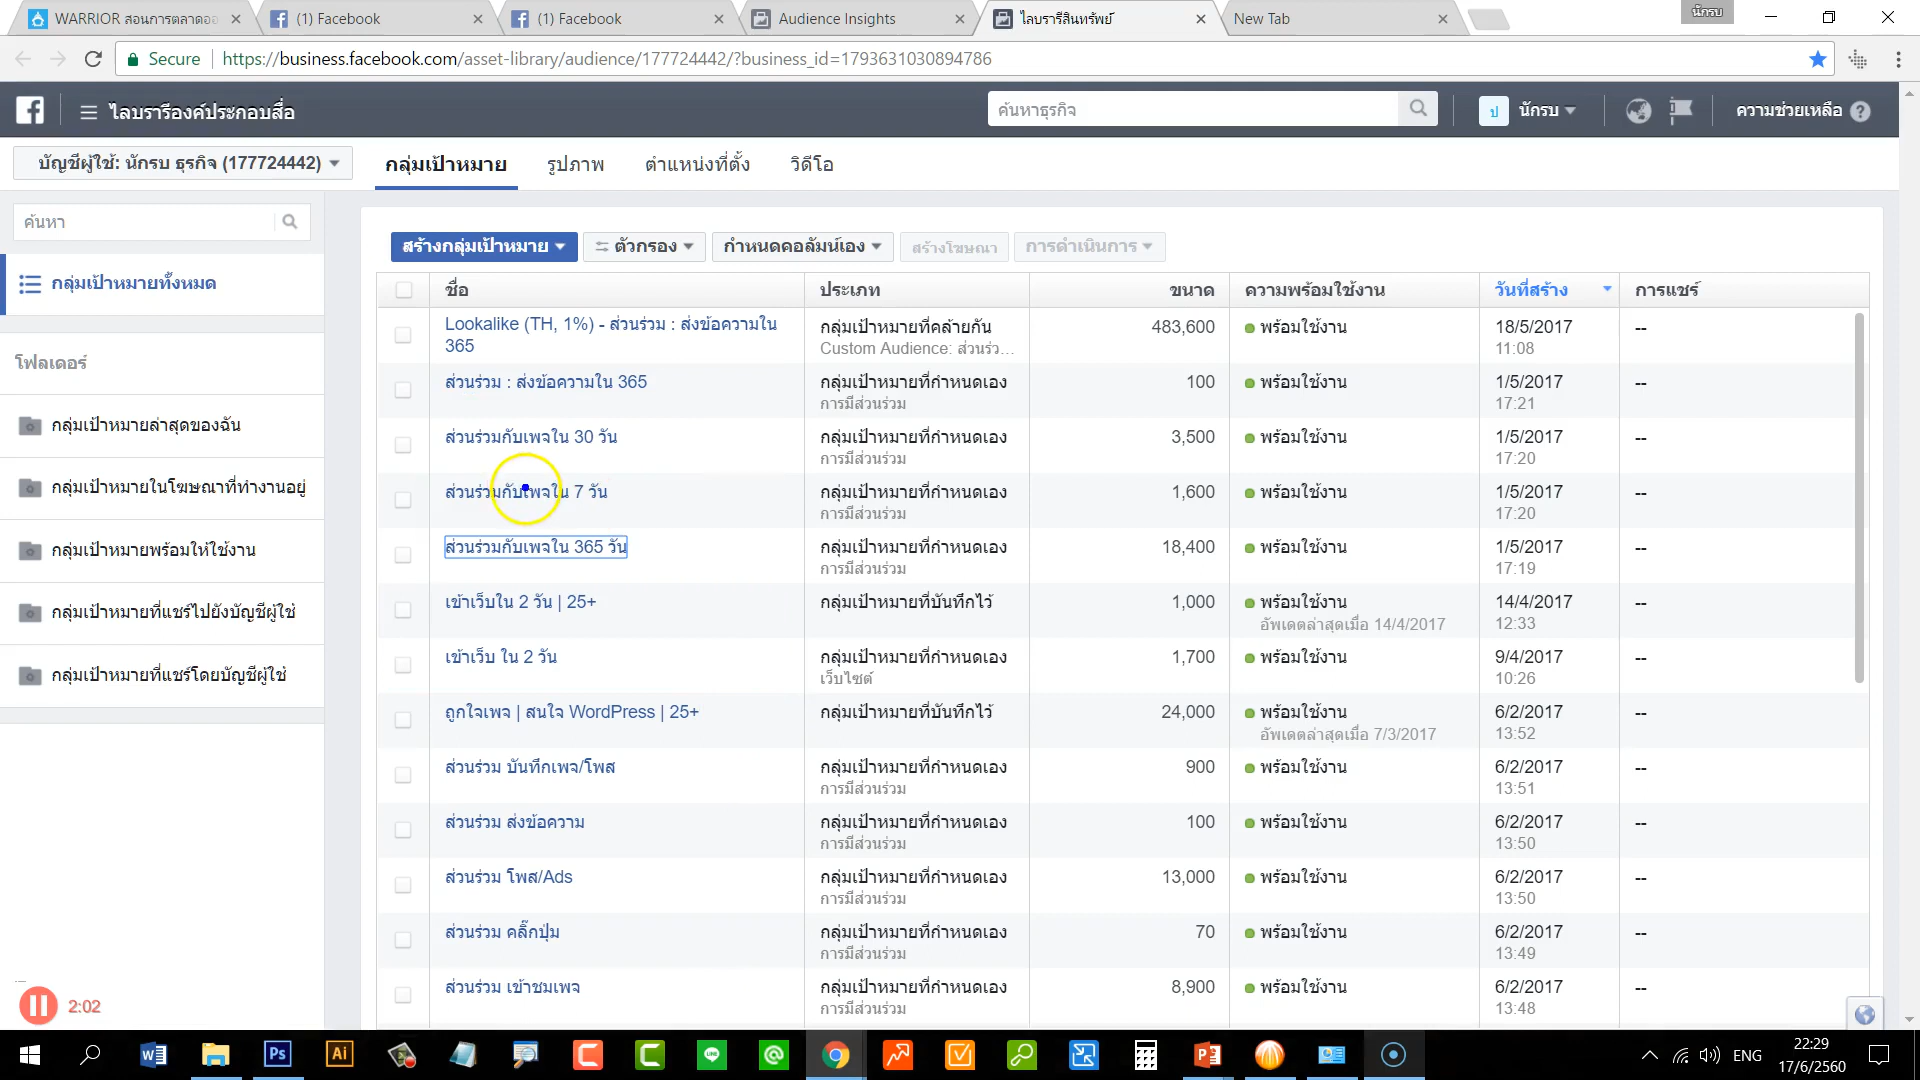 WARRIOR สอนการตลาดออ
(1) Facebook
(1) Facebook
Audience Insights
ไลบรารีสินทรัพย์
New Tab
นักรบ
Secure
https://business.facebook.com/asset-library/audience/177724442/?business_id=1793631030894786
ไลบรารีองค์ประกอบสื่อ
ค้นหาธุรกิจ
ป
นักรบ
ความช่วยเหลือ
บัญชีผู้ใช้: นักรบ ธุรกิจ (177724442)
กลุ่มเป้าหมาย
รูปภาพ
ตำแหน่งที่ตั้ง
วิดีโอ
ค้นหา
กลุ่มเป้าหมายทั้งหมด
โฟลเดอร์
กลุ่มเป้าหมายล่าสุดของฉัน
กลุ่มเป้าหมายในโฆษณาที่ทำงานอยู่
กลุ่มเป้าหมายพร้อมให้ใช้งาน
กลุ่มเป้าหมายที่แชร์ไปยังบัญชีผู้ใช้
กลุ่มเป้าหมายที่แชร์โดยบัญชีผู้ใช้
สร้างกลุ่มเป้าหมาย
ตัวกรอง
กำหนดคอลัมน์เอง
สร้างโฆษณา
การดำเนินการ
ชื่อ ประเภท ขนาด ความพร้อมใช้งาน วันที่สร้าง การแชร์
Lookalike (TH, 1%) - ส่วนร่วม : ส่งข้อความใน กลุ่มเป้าหมายที่คล้ายกัน 483,600 พร้อมใช้งาน 18/5/2017 --
365 Custom Audience: ส่วนร่ว... 11:08
ส่วนร่วม : ส่งข้อความใน 365 กลุ่มเป้าหมายที่กำหนดเอง 100 พร้อมใช้งาน 1/5/2017 --
การมีส่วนร่วม 17:21
ส่วนร่วมกับเพจใน 30 วัน กลุ่มเป้าหมายที่กำหนดเอง 3,500 พร้อมใช้งาน 1/5/2017 --
การมีส่วนร่วม 17:20
ส่วนร่วมกับเพจใน 7 วัน กลุ่มเป้าหมายที่กำหนดเอง 1,600 พร้อมใช้งาน 1/5/2017 --
การมีส่วนร่วม 17:20
ส่วนร่วมกับเพจใน 365 วัน กลุ่มเป้าหมายที่กำหนดเอง 18,400 พร้อมใช้งาน 1/5/2017 --
การมีส่วนร่วม 17:19
เข้าเว็บใน 2 วัน | 25+ กลุ่มเป้าหมายที่บันทึกไว้ 1,000 พร้อมใช้งาน 14/4/2017 --
อัพเดตล่าสุดเมื่อ 14/4/2017 12:33
เข้าเว็บ ใน 2 วัน กลุ่มเป้าหมายที่กำหนดเอง 1,700 พร้อมใช้งาน 9/4/2017 --
เว็บไซต์ 10:26
ถูกใจเพจ | สนใจ WordPress | 25+ กลุ่มเป้าหมายที่บันทึกไว้ 24,000 พร้อมใช้งาน 6/2/2017 --
อัพเดตล่าสุดเมื่อ 7/3/2017 13:52
ส่วนร่วม บันทึกเพจ/โพส กลุ่มเป้าหมายที่กำหนดเอง 900 พร้อมใช้งาน 6/2/2017 --
การมีส่วนร่วม 13:51
ส่วนร่วม ส่งข้อความ กลุ่มเป้าหมายที่กำหนดเอง 100 พร้อมใช้งาน 6/2/2017 --
การมีส่วนร่วม 13:50
ส่วนร่วม โพส/Ads กลุ่มเป้าหมายที่กำหนดเอง 13,000 พร้อมใช้งาน 6/2/2017 --
การมีส่วนร่วม 13:50
ส่วนร่วม คลิ๊กปุ่ม กลุ่มเป้าหมายที่กำหนดเอง 70 พร้อมใช้งาน 6/2/2017 --
การมีส่วนร่วม 13:49
ส่วนร่วม เข้าชมเพจ กลุ่มเป้าหมายที่กำหนดเอง 8,900 พร้อมใช้งาน 6/2/2017 --
การมีส่วนร่วม 13:48
2:02
Ps
Ai
ENG
22:29
17/6/2560